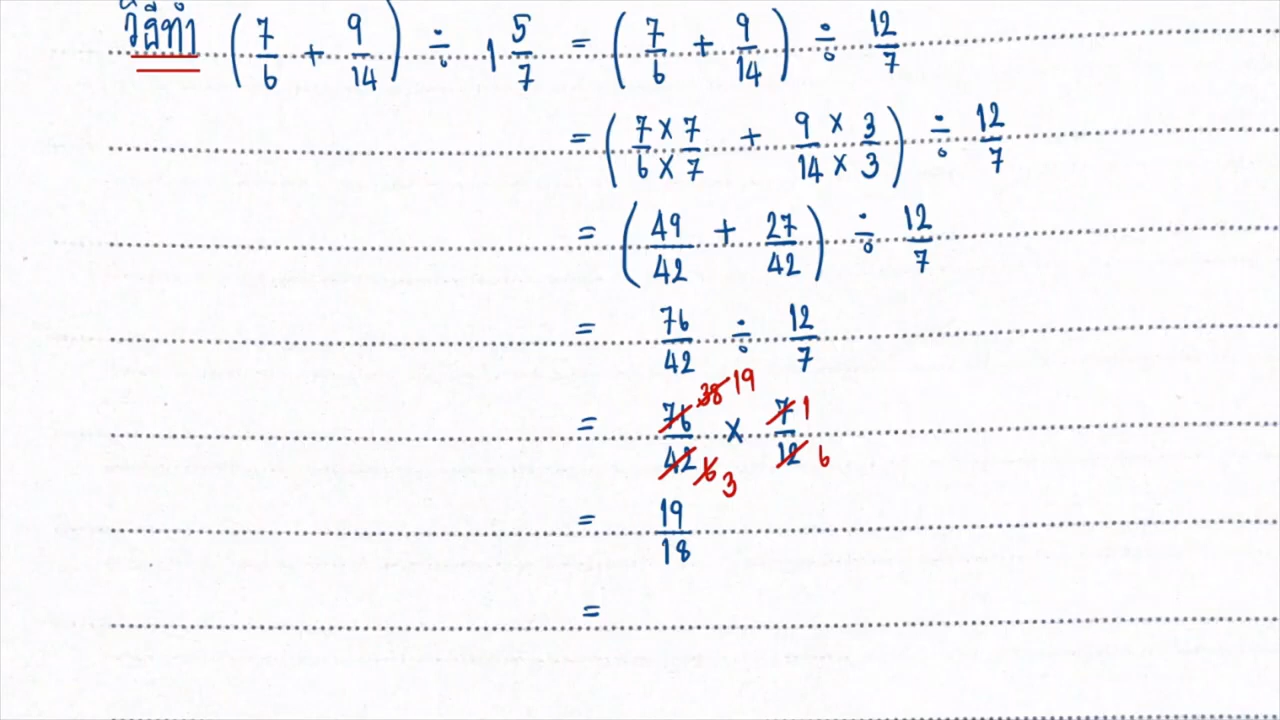 วิธีทำ (7/6 + 9/14) ÷ 1 5/7 = (7/6 + 9/14) ÷ 12/7
= (7 × 7/6 × 7 + 9 × 3/14 × 3) ÷ 12/7
= (49/42 + 27/42) ÷ 12/7
= 76/42 ÷ 12/7
38 19
= 76/42 × 7/12 1 6
6 3
= 19/18
=